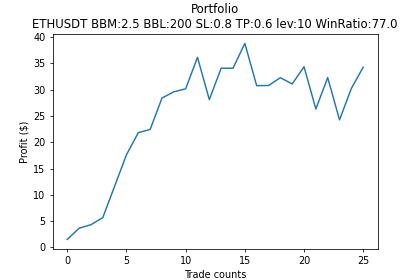 Portfolio
ETHUSDT BBM:2.5 BBL:200 SL:0.8 TP:0.6 lev:10 WinRatio:77.0
40
35
30
25
20
15
10
5
0
Profit ($)
0 5 10 15 20 25
Trade counts